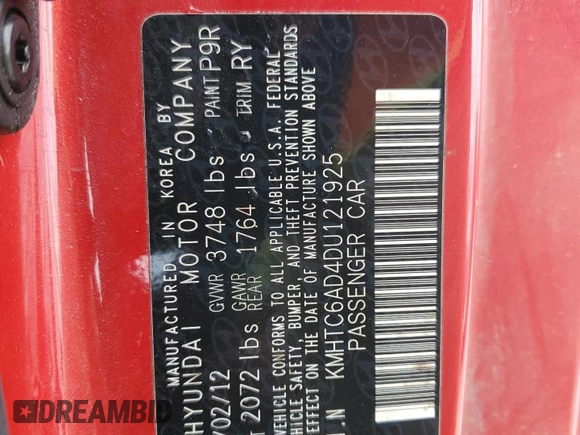 MANUFACTURED IN KOREA BY
HYUNDAI MOTOR COMPANY
/02/12 GVWR 3748 lbs PAINT P9R
2072 lbs GAWR REAR 1764 lbs TRIM RY
VEHICLE CONFORMS TO ALL APPLICABLE U.S.A. FEDERAL
VEHICLE SAFETY, BUMPER, AND THEFT PREVENTION STANDARDS
EFFECT ON THE DATE OF MANUFACTURE SHOWN ABOVE
I.N KMHTC6AD4DU121925
PASSENGER CAR
DREAMBID